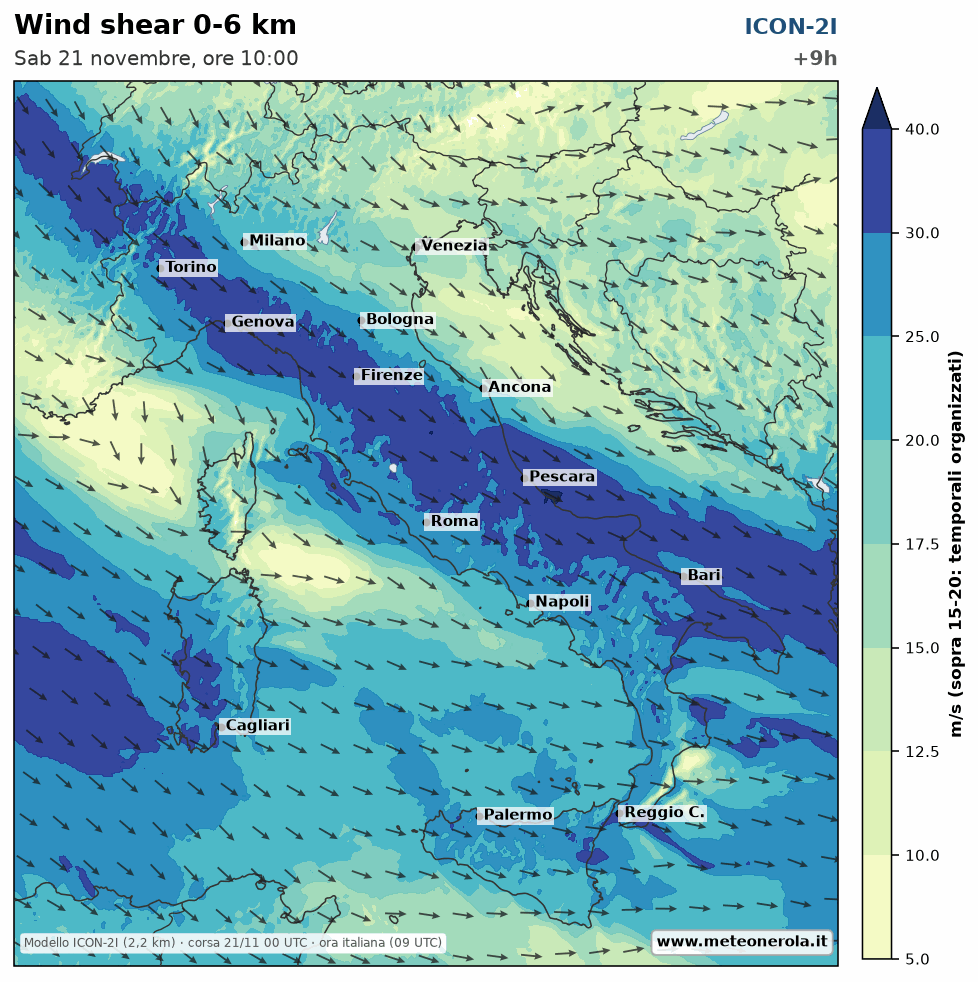 Wind shear 0-6 km
ICON-2I
Sab 21 novembre, ore 10:00
+9h
Milano
Venezia
Torino
Genova
Bologna
Firenze
Ancona
Pescara
Roma
Bari
Napoli
Cagliari
Palermo
Reggio C.
40.0
30.0
25.0
20.0
17.5
15.0
12.5
10.0
5.0
m/s (sopra 15-20: temporali organizzati)
Modello ICON-2I (2,2 km) · corsa 21/11 00 UTC · ora italiana (09 UTC)
www.meteonerola.it